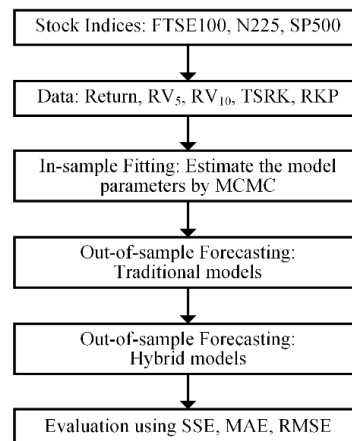 Stock Indices: FTSE100, N225, SP500
Data: Return, RV₅, RV₁₀, TSRK, RKP
In-sample Fitting: Estimate the model
parameters by MCMC
Out-of-sample Forecasting:
Traditional models
Out-of-sample Forecasting:
Hybrid models
Evaluation using SSE, MAE, RMSE